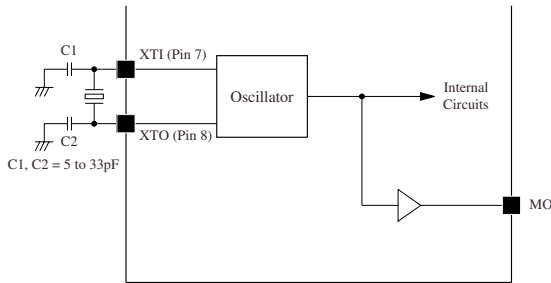 C1
XTI (Pin 7)
Oscillator
Internal
Circuits
XTO (Pin 8)
C2
C1, C2 = 5 to 33pF
MO